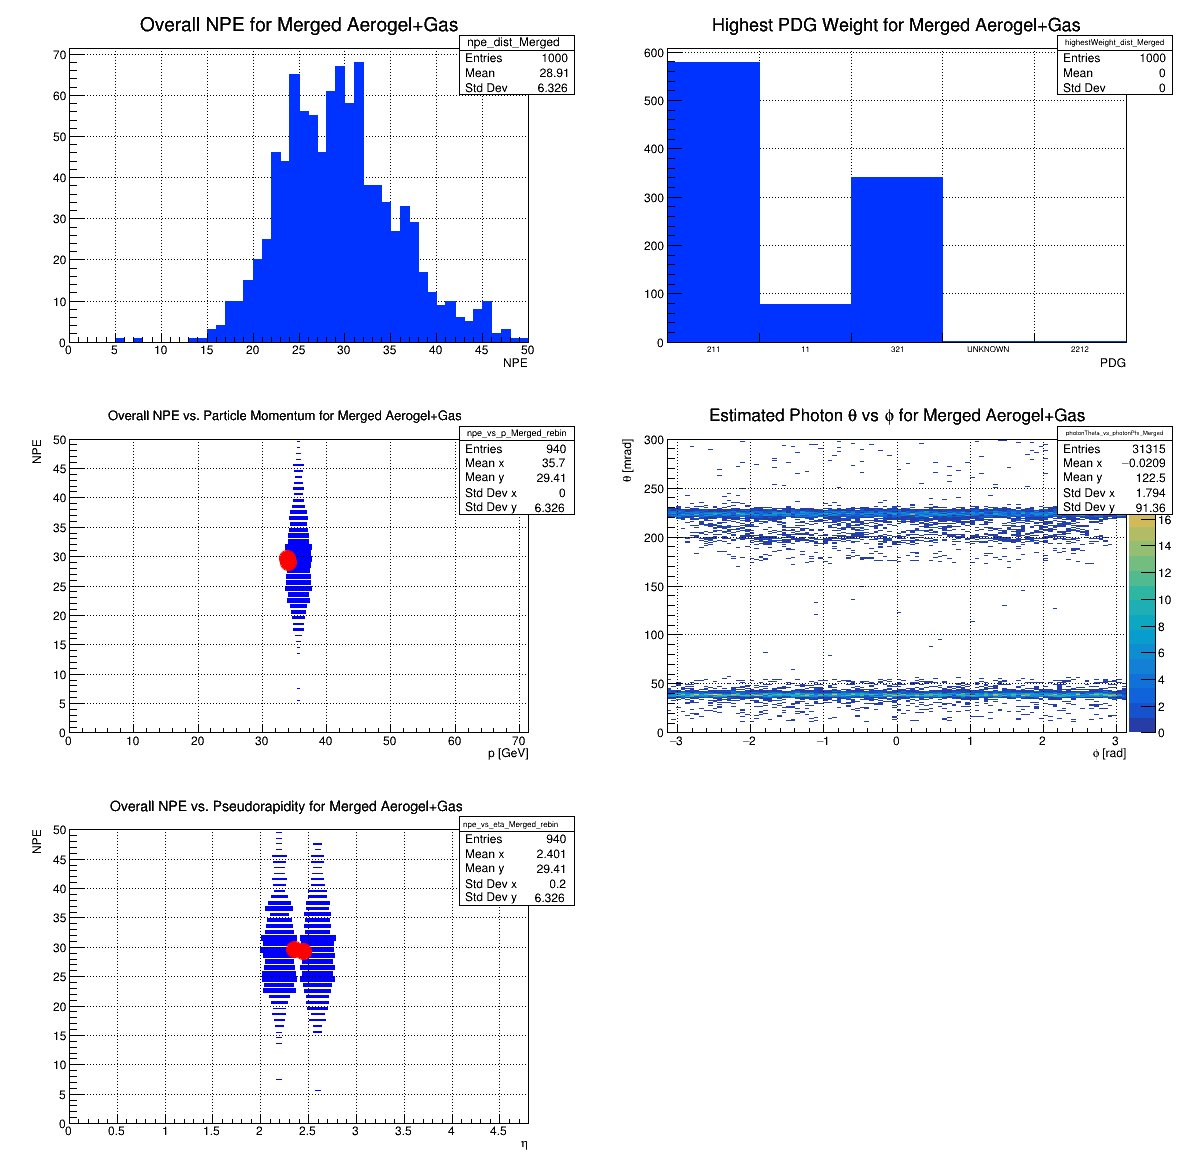 Overall NPE for Merged Aerogel+Gas
npe_dist_Merged
Entries 1000
Mean 28.91
Std Dev 6.326
70
60
50
40
30
20
10
0
0 5 10 15 20 25 30 35 40 45 50
NPE
Highest PDG Weight for Merged Aerogel+Gas
highestWeight_dist_Merged
Entries 1000
Mean 0
Std Dev 0
600
500
400
300
200
100
0
211 11 321 UNKNOWN 2212
PDG
Overall NPE vs. Particle Momentum for Merged Aerogel+Gas
npe_vs_p_Merged_rebin
Entries 940
Mean x 35.7
Mean y 29.41
Std Dev x 0
Std Dev y 6.326
NPE
50
45
40
35
30
25
20
15
10
5
0
0 10 20 30 40 50 60 70
p [GeV]
Estimated Photon θ vs ϕ for Merged Aerogel+Gas
photonTheta_vs_photonPhi_Merged
Entries 31315
Mean x −0.0209
Mean y 122.5
Std Dev x 1.794
Std Dev y 91.36
θ [mrad]
300
250
200
150
100
50
0
−3 −2 −1 0 1 2 3
ϕ [rad]
16
14
12
10
8
6
4
2
0
Overall NPE vs. Pseudorapidity for Merged Aerogel+Gas
npe_vs_eta_Merged_rebin
Entries 940
Mean x 2.401
Mean y 29.41
Std Dev x 0.2
Std Dev y 6.326
NPE
50
45
40
35
30
25
20
15
10
5
0
0 0.5 1 1.5 2 2.5 3 3.5 4 4.5
η